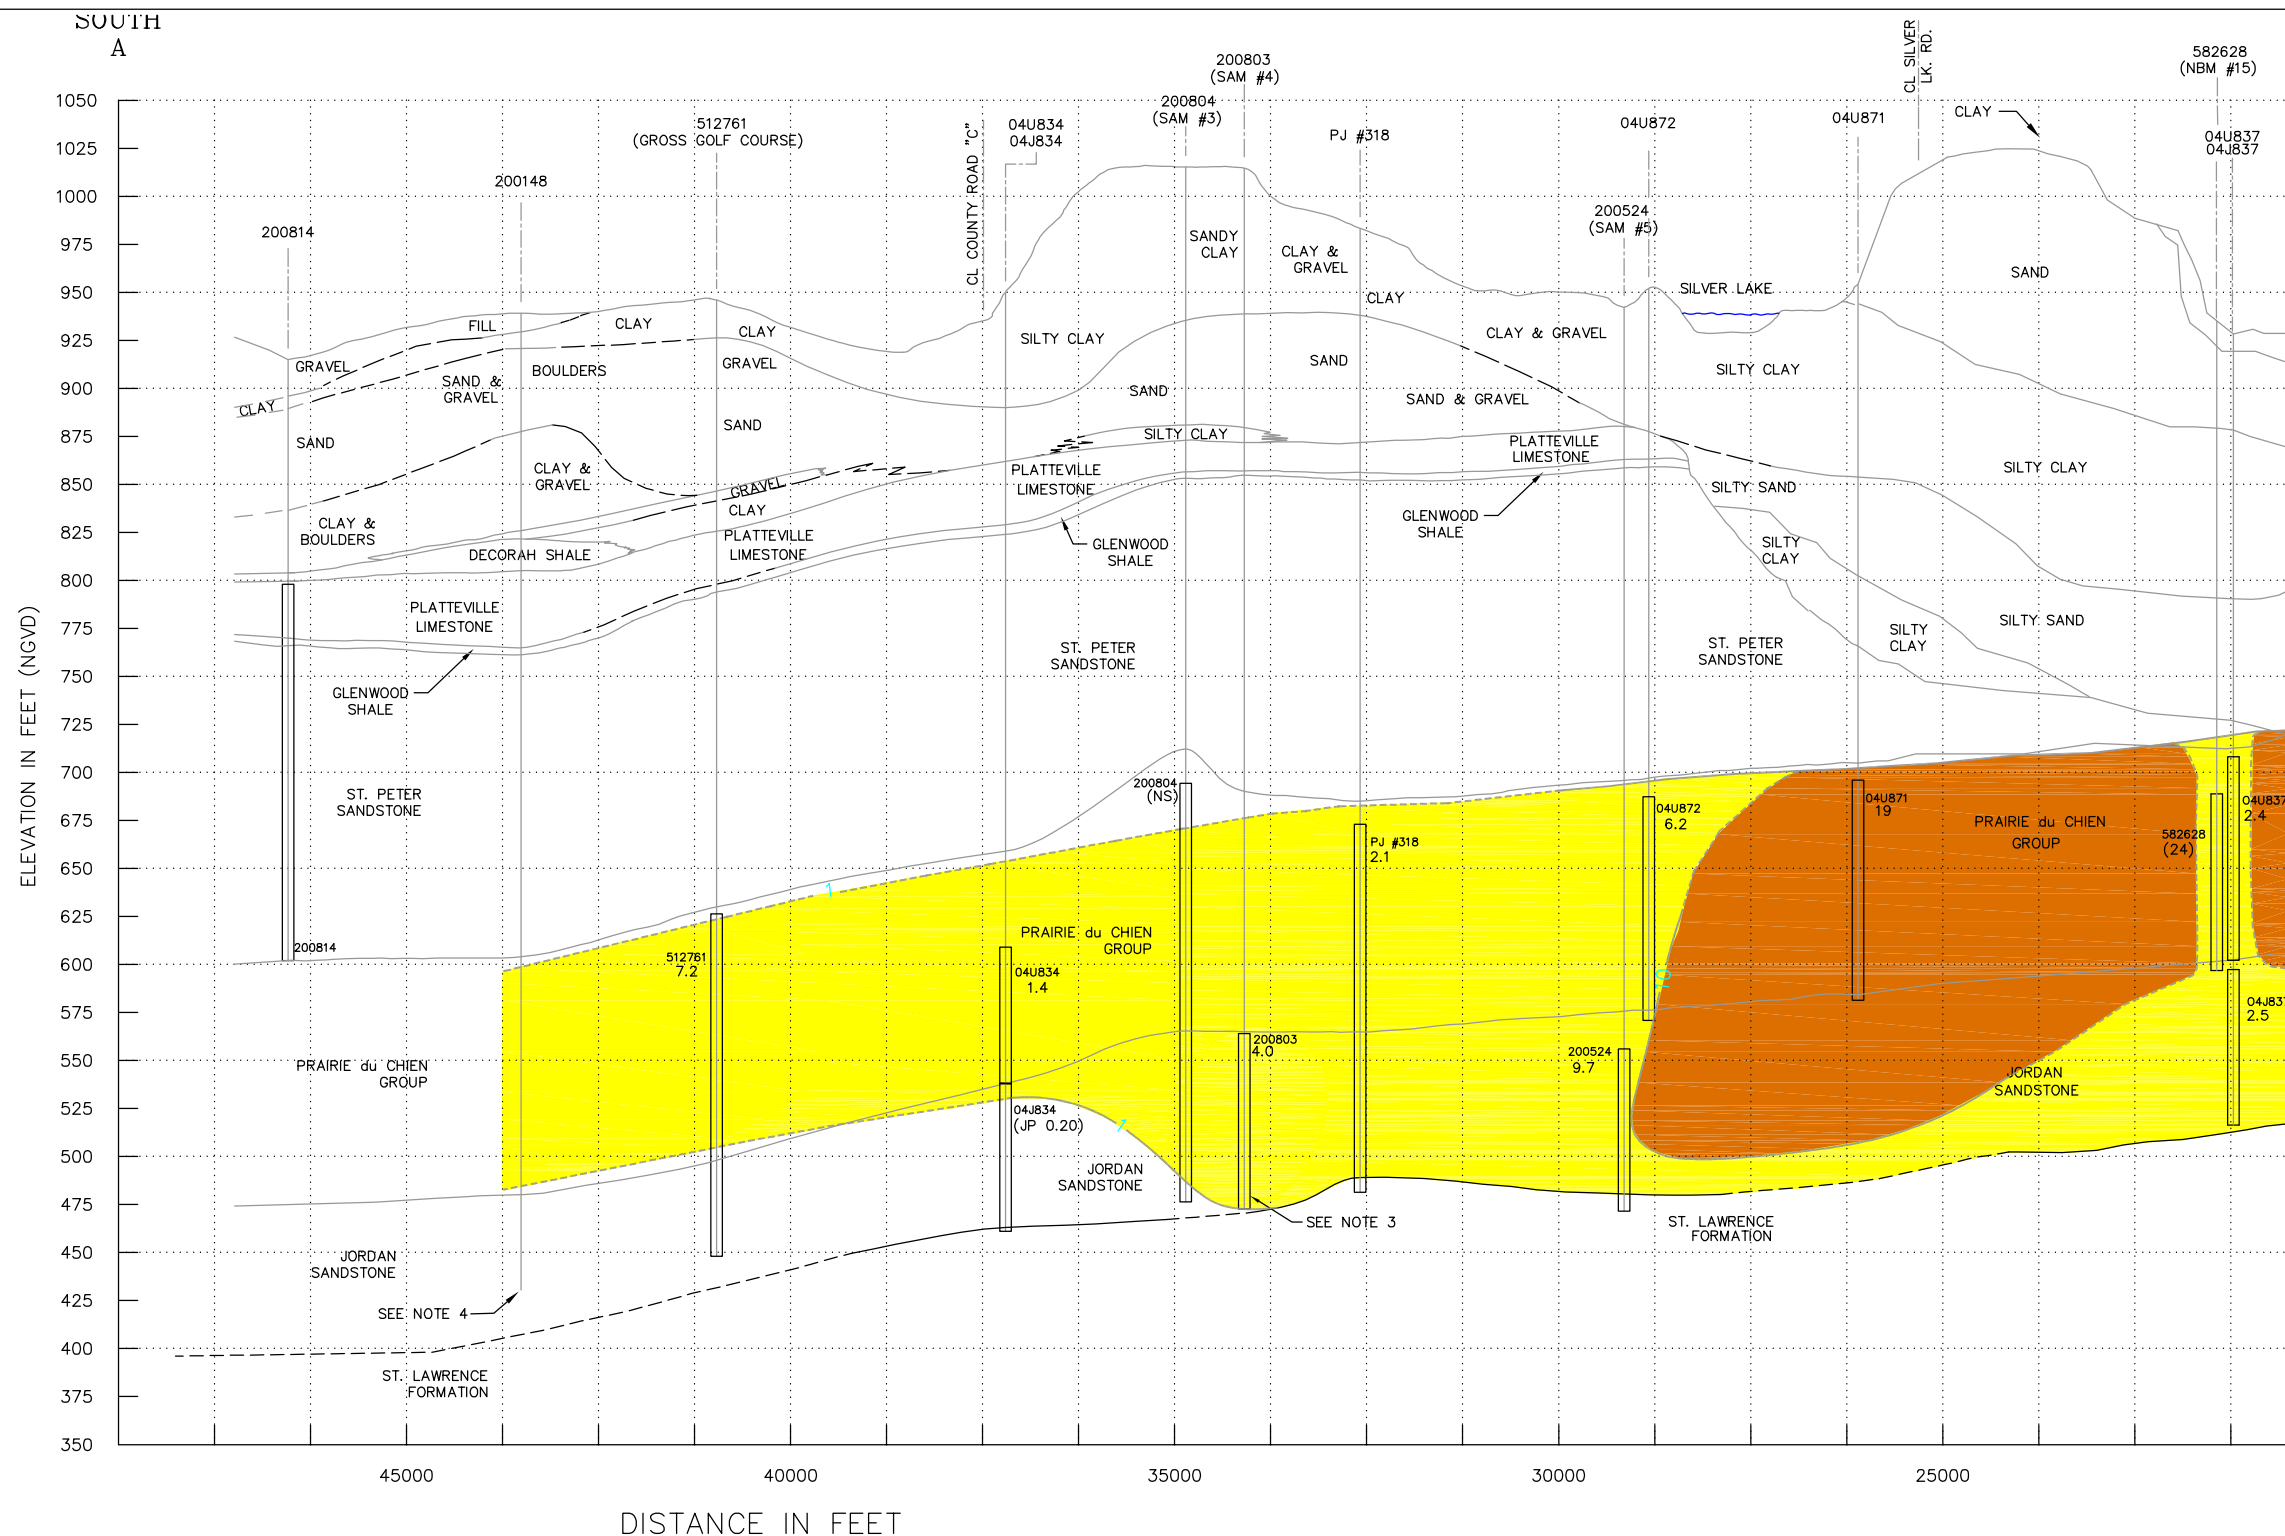 SOUTH
A
200803
(SAM #4)
CL SILVER
LK. RD.
582628
(NBM #15)
200804
(SAM #3)
512761
(GROSS GOLF COURSE)
CL COUNTY ROAD "C"
04U834
04J834
PJ #318
04U872
04U871
CLAY
04U837
04J837
200148
200814
200524
(SAM #5)
1050
1025
1000
975
950
925
900
875
850
825
800
775
750
725
700
675
650
625
600
575
550
525
500
475
450
425
400
375
350
ELEVATION IN FEET (NGVD)
SANDY
CLAY
CLAY &
GRAVEL
SAND
SILVER LAKE
CLAY
FILL
CLAY
CLAY
SILTY CLAY
CLAY & GRAVEL
GRAVEL
GRAVEL
BOULDERS
SAND
SILTY CLAY
SAND &
GRAVEL
SAND
SAND & GRAVEL
CLAY
SAND
SAND
SILTY CLAY
PLATTEVILLE
LIMESTONE
CLAY &
GRAVEL
PLATTEVILLE
LIMESTONE
SILTY CLAY
GRAVEL
SILTY SAND
CLAY
CLAY &
BOULDERS
GLENWOOD
SHALE
DECORAH SHALE
PLATTEVILLE
LIMESTONE
GLENWOOD
SHALE
SILTY
CLAY
PLATTEVILLE
LIMESTONE
SILTY SAND
SILTY
CLAY
ST. PETER
SANDSTONE
ST. PETER
SANDSTONE
GLENWOOD
SHALE
ST. PETER
SANDSTONE
200804
(NS)
04U872
6.2
04U871
19
PRAIRIE du CHIEN
GROUP
04U837
2.4
582628
(24)
PJ #318
2.1
1
PRAIRIE du CHIEN
GROUP
200814
512761
7.2
04U834
1.4
10
04J837
2.5
200803
4.0
200524
9.7
PRAIRIE du CHIEN
GROUP
JORDAN
SANDSTONE
04J834
(JP 0.20)
1
JORDAN
SANDSTONE
SEE NOTE 3
ST. LAWRENCE
FORMATION
JORDAN
SANDSTONE
SEE NOTE 4
ST. LAWRENCE
FORMATION
45000
40000
35000
30000
25000
DISTANCE IN FEET